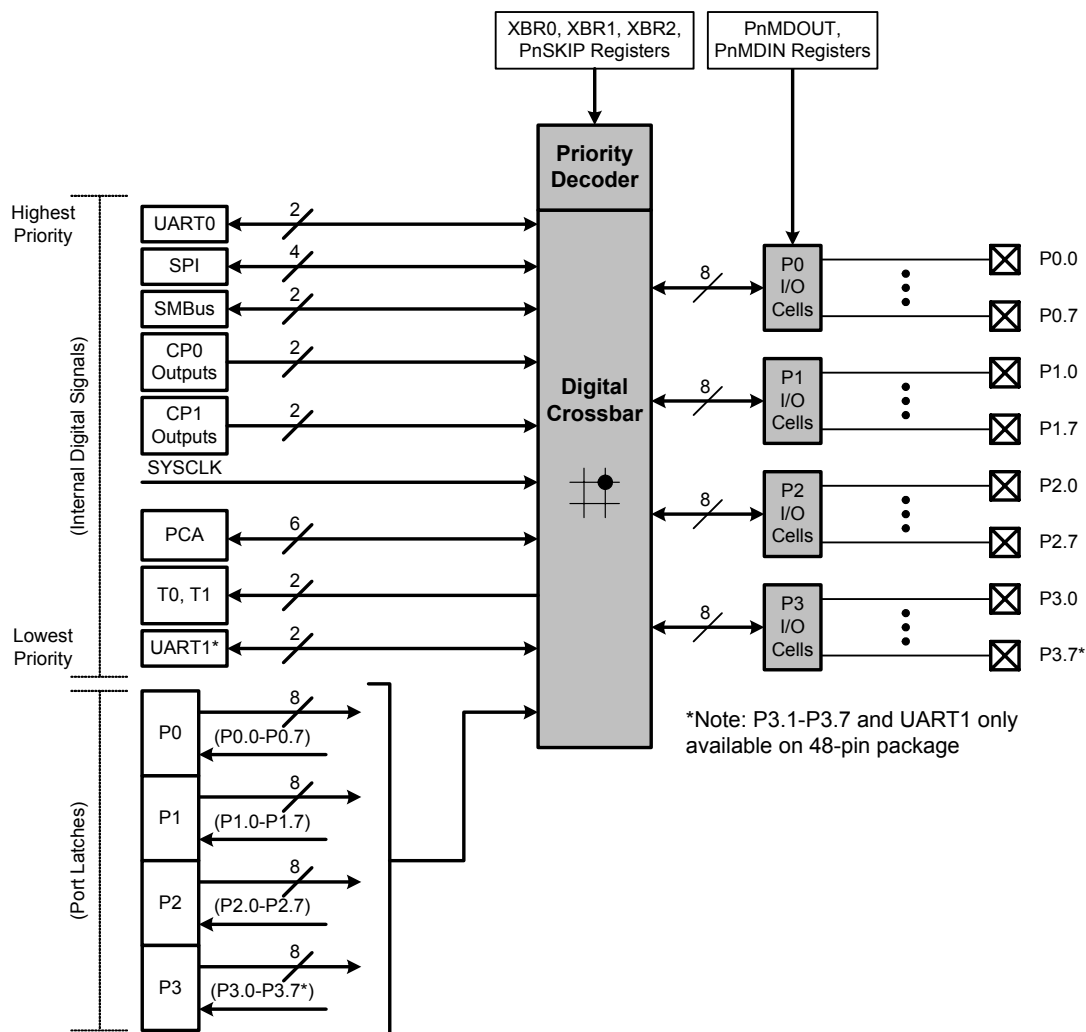 XBR0, XBR1, XBR2,
PnSKIP Registers
PnMDOUT,
PnMDIN Registers
Priority
Decoder
Highest
Priority
(Internal Digital Signals)
UART0
2
SPI
4
SMBus
2
CP0
Outputs
2
CP1
Outputs
2
SYSCLK
PCA
6
T0, T1
2
Lowest
Priority
UART1*
2
Digital
Crossbar
8
P0
I/O
Cells
P0.0
P0.7
8
P1
I/O
Cells
P1.0
P1.7
8
P2
I/O
Cells
P2.0
P2.7
8
P3
I/O
Cells
P3.0
P3.7*
*Note: P3.1-P3.7 and UART1 only
available on 48-pin package
(Port Latches)
P0
8
(P0.0-P0.7)
P1
8
(P1.0-P1.7)
P2
8
(P2.0-P2.7)
P3
8
(P3.0-P3.7*)